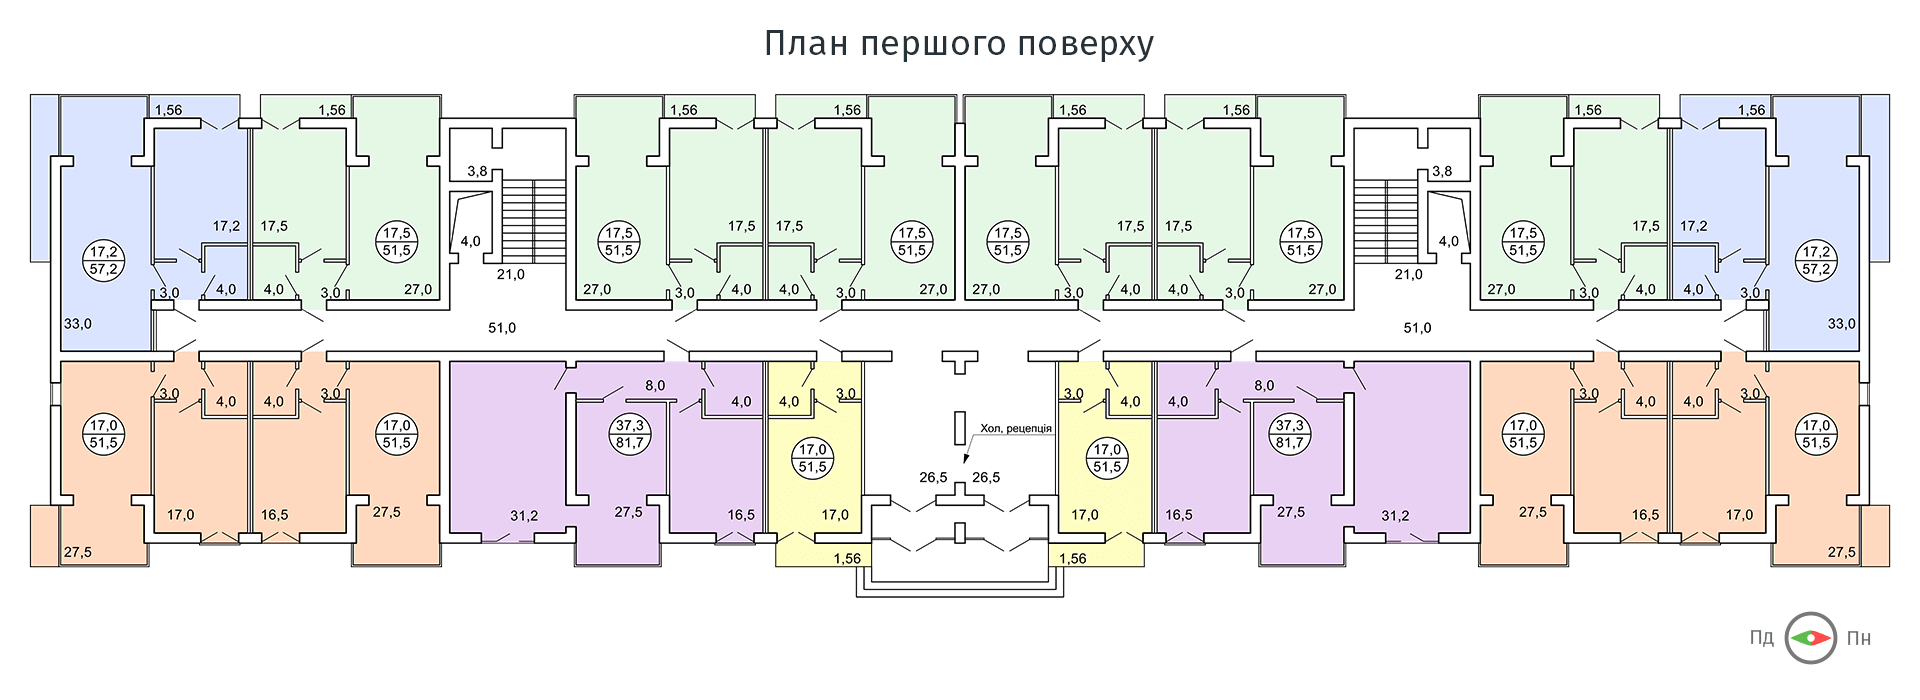 План першого поверху
1,56 1,56 1,56 1,56 1,56 1,56 1,56 1,56
3,8 3,8
17,2 17,5 17,5 17,5 17,5 17,5 17,5 17,2
17,5 17,5 17,5 17,5 17,5 17,5
51,5 51,5 51,5 51,5 51,5 51,5
4,0 4,0
17,2 17,2
57,2 57,2
21,0 21,0
3,0 4,0 4,0 3,0 27,0 27,0 3,0 4,0 4,0 3,0 27,0 27,0 3,0 4,0 4,0 3,0 27,0 27,0 3,0 4,0 4,0 3,0
33,0 51,0 51,0 33,0
3,0 4,0 4,0 3,0 8,0 4,0 4,0 3,0 3,0 4,0 4,0 8,0 3,0 4,0 4,0 3,0
17,0 17,0 37,3 37,3 17,0 17,0
51,5 51,5 81,7 81,7 51,5 51,5
Хол, рецепція
17,0 17,0
51,5 51,5
26,5 26,5
17,0 16,5 27,5 31,2 27,5 16,5 17,0 17,0 16,5 27,5 31,2 27,5 16,5 17,0
27,5 1,56 1,56 27,5
Пд Пн